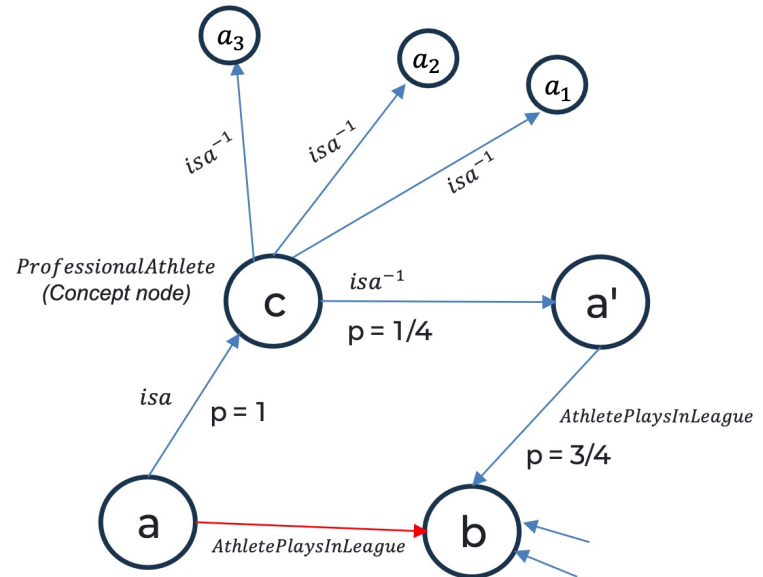 a₃
a₂
a₁
isa⁻¹
isa⁻¹
isa⁻¹
ProfessionalAthlete
(Concept node)
c
isa⁻¹
p = 1/4
a'
isa
p = 1
AthletePlaysInLeague
p = 3/4
a
AthletePlaysInLeague
b